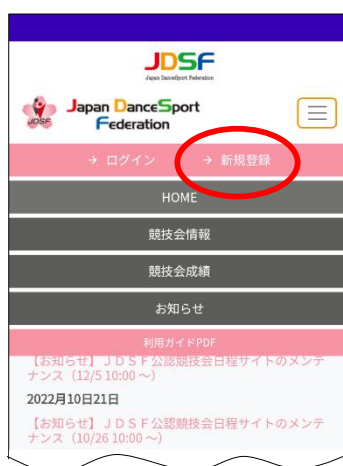 JDSF
Japan DanceSport Federation
JDSF
Japan DanceSport
Federation
→ ログイン
→ 新規登録
HOME
競技会情報
競技会成績
お知らせ
利用ガイドPDF
【お知らせ】ＪＤＳＦ公認競技会日程サイトのメンテ
ナンス（12/5 10:00 ～）
2022月10日21日
【お知らせ】ＪＤＳＦ公認競技会日程サイトのメンテ
ナンス（10/26 10:00 ～）